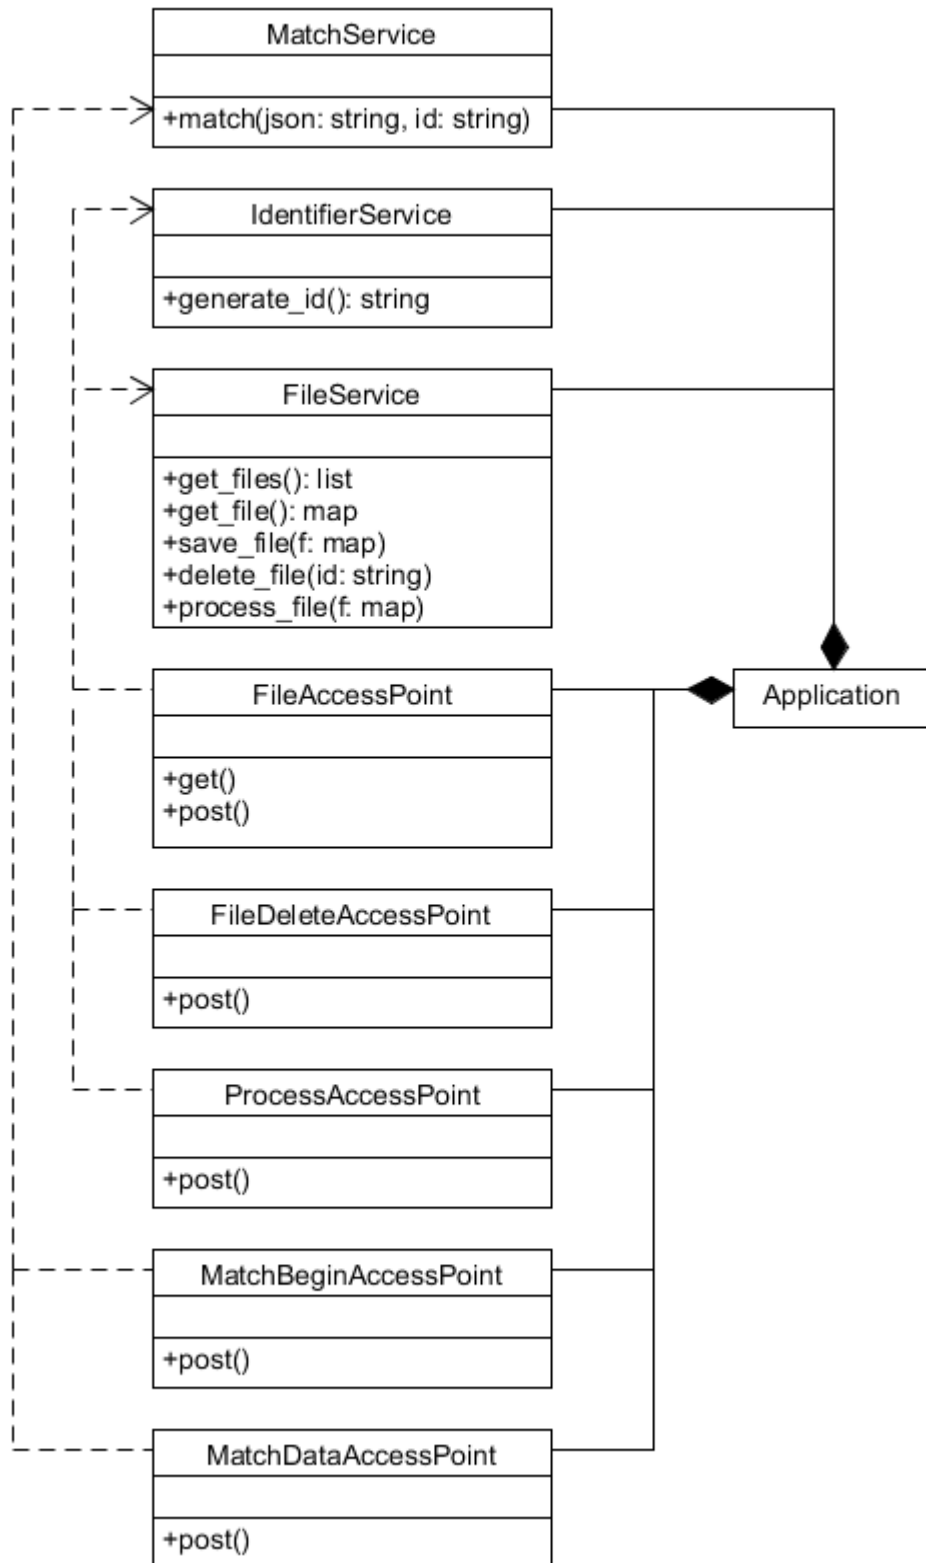 MatchService
+match(json: string, id: string)
IdentifierService
+generate_id(): string
FileService
+get_files(): list
+get_file(): map
+save_file(f: map)
+delete_file(id: string)
+process_file(f: map)
FileAccessPoint
Application
+get()
+post()
FileDeleteAccessPoint
+post()
ProcessAccessPoint
+post()
MatchBeginAccessPoint
+post()
MatchDataAccessPoint
+post()